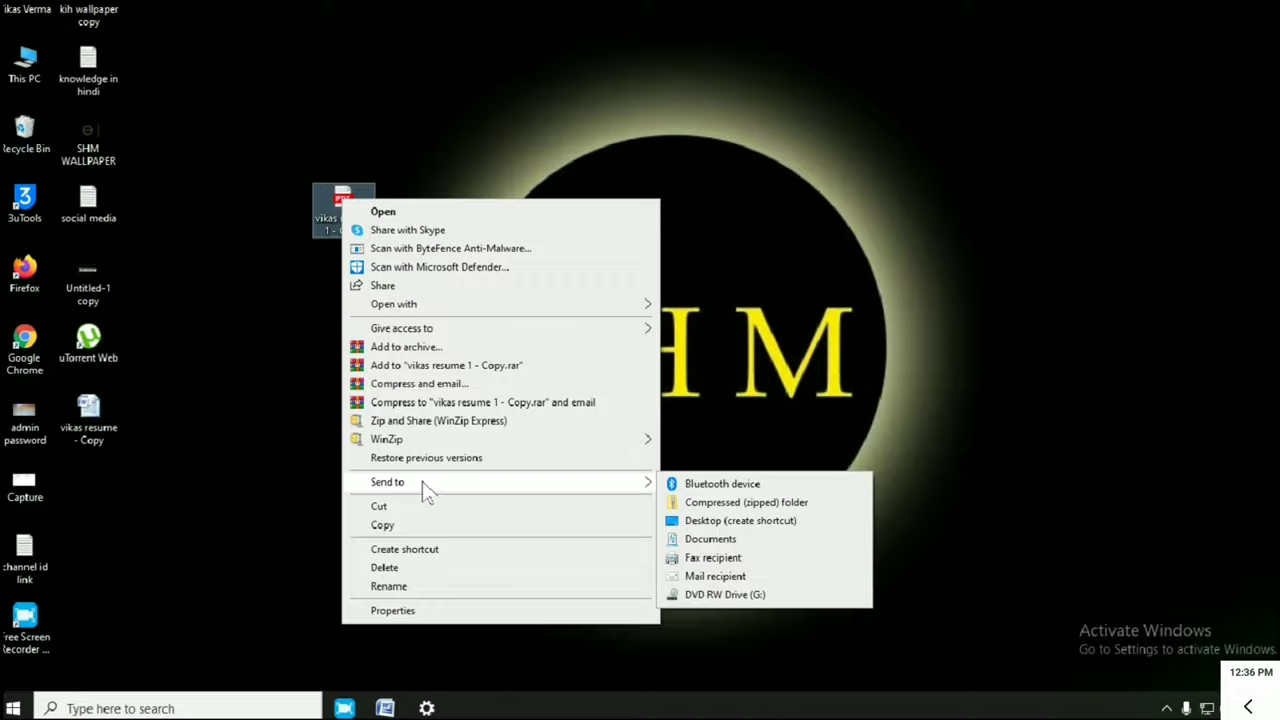 ikas Verma
kih wallpaper
copy
This PC
knowledge in
hindi
Recycle Bin
SHM
WALLPAPER
3uTools
social media
Firefox
Untitled-1
copy
Google
Chrome
uTorrent Web
admin
password
vikas resume
- Copy
Capture
channel id
link
Free Screen
Recorder ...
PDF
vikas
1 -
Open
Share with Skype
Scan with ByteFence Anti-Malware...
Scan with Microsoft Defender...
Share
Open with
Give access to
Add to archive...
Add to "vikas resume 1 - Copy.rar"
Compress and email...
Compress to "vikas resume 1 - Copy.rar" and email
Zip and Share (WinZip Express)
WinZip
Restore previous versions
Send to
Cut
Copy
Create shortcut
Delete
Rename
Properties
Bluetooth device
Compressed (zipped) folder
Desktop (create shortcut)
Documents
Fax recipient
Mail recipient
DVD RW Drive (G:)
H M
Activate Windows
Go to Settings to activate Windows.
Type here to search
12:36 PM